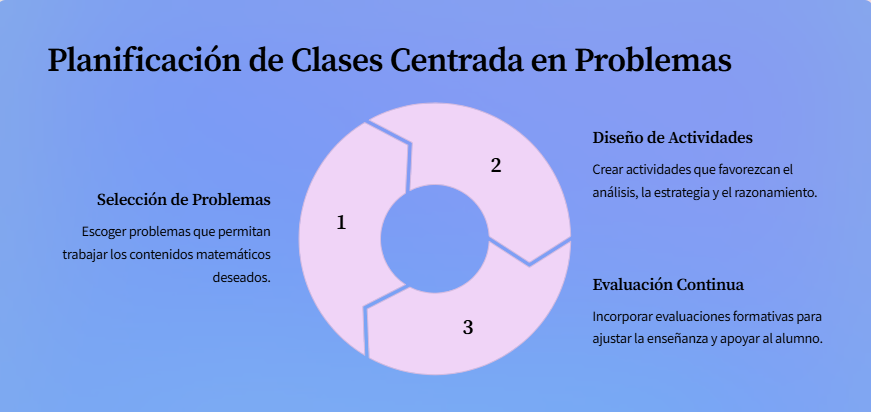 Planificación de Clases Centrada en Problemas
1
Selección de Problemas
Escoger problemas que permitan
trabajar los contenidos matemáticos
deseados.
2
Diseño de Actividades
Crear actividades que favorezcan el
análisis, la estrategia y el razonamiento.
3
Evaluación Continua
Incorporar evaluaciones formativas para
ajustar la enseñanza y apoyar al alumno.